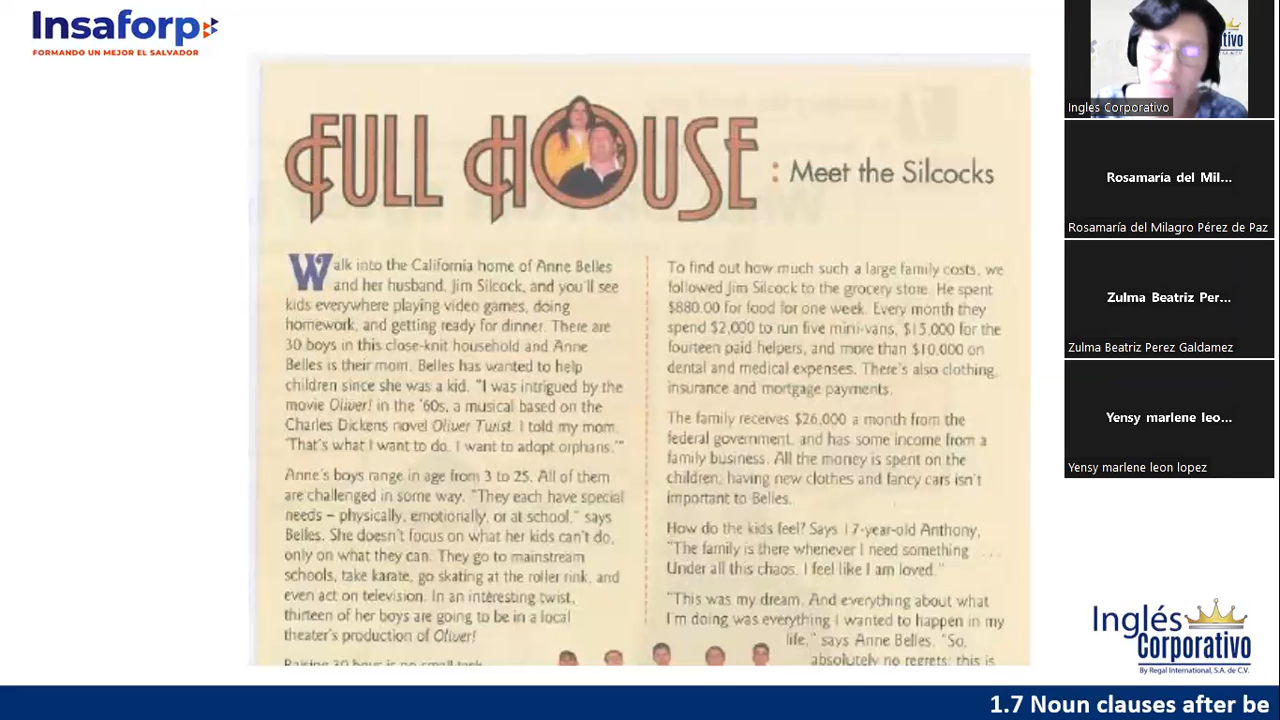 Insaforp
FORMANDO UN MEJOR EL SALVADOR
FULL HOUSE : Meet the Silcocks
Walk into the California home of Anne Belles
and her husband, Jim Silcock, and you'll see
kids everywhere playing video games, doing
homework, and getting ready for dinner. There are
30 boys in this close-knit household and Anne
Belles is their mom. Belles has wanted to help
children since she was a kid. "I was intrigued by the
movie Oliver! in the '60s, a musical based on the
Charles Dickens novel Oliver Twist. I told my mom,
'That's what I want to do. I want to adopt orphans.'"
Anne's boys range in age from 3 to 25. All of them
are challenged in some way. "They each have special
needs – physically, emotionally, or at school," says
Belles. She doesn't focus on what her kids can't do,
only on what they can. They go to mainstream
schools, take karate, go skating at the roller rink, and
even act on television. In an interesting twist,
thirteen of her boys are going to be in a local
theater's production of Oliver!
Raising 30 boys is no small task
To find out how much such a large family costs, we
followed Jim Silcock to the grocery store. He spent
$880.00 for food for one week. Every month they
spend $2,000 to run five mini-vans, $15,000 for the
fourteen paid helpers, and more than $10,000 on
dental and medical expenses. There's also clothing,
insurance and mortgage payments.
The family receives $26,000 a month from the
federal government, and has some income from a
family business. All the money is spent on the
children; having new clothes and fancy cars isn't
important to Belles.
How do the kids feel? Says 17-year-old Anthony,
"The family is there whenever I need something ...
Under all this chaos, I feel like I am loved."
"This was my dream. And everything about what
I'm doing was everything I wanted to happen in my
life," says Anne Belles. "So,
absolutely no regrets; this is
Inglés Corporativo
Rosamaría del Mil...
Rosamaría del Milagro Pérez de Paz
Zulma Beatriz Per...
Zulma Beatriz Perez Galdamez
Yensy marlene leo...
Yensy marlene leon lopez
Inglés
Corporativo
By Regal International, S.A. de C.V.
1.7 Noun clauses after be